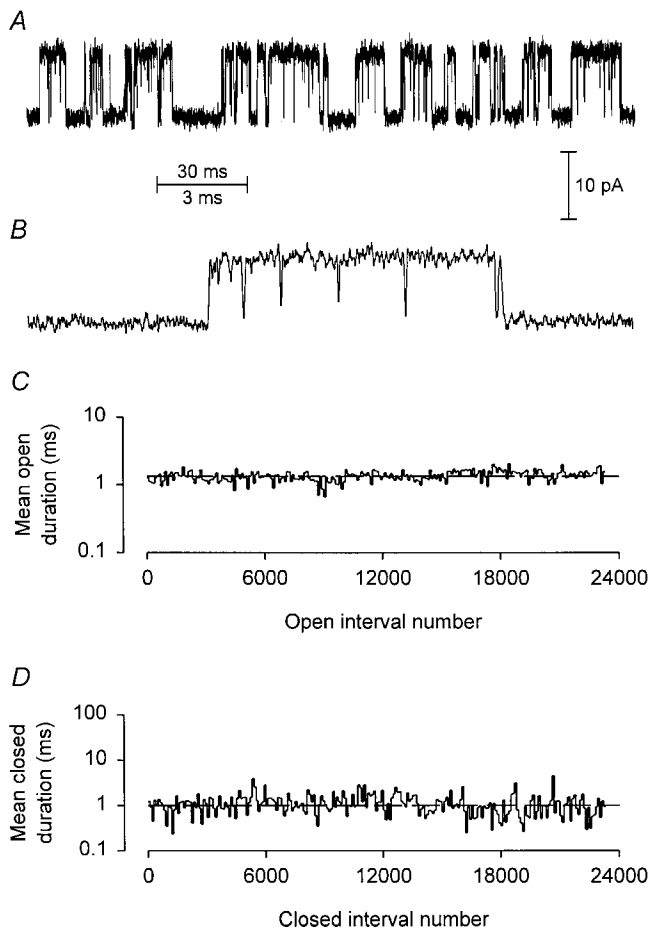 A
30 ms
3 ms
10 pA
B
C
Mean open
duration (ms)
10
1
0.1
0 6000 12000 18000 24000
Open interval number
D
Mean closed
duration (ms)
100
10
1
0.1
0 6000 12000 18000 24000
Closed interval number